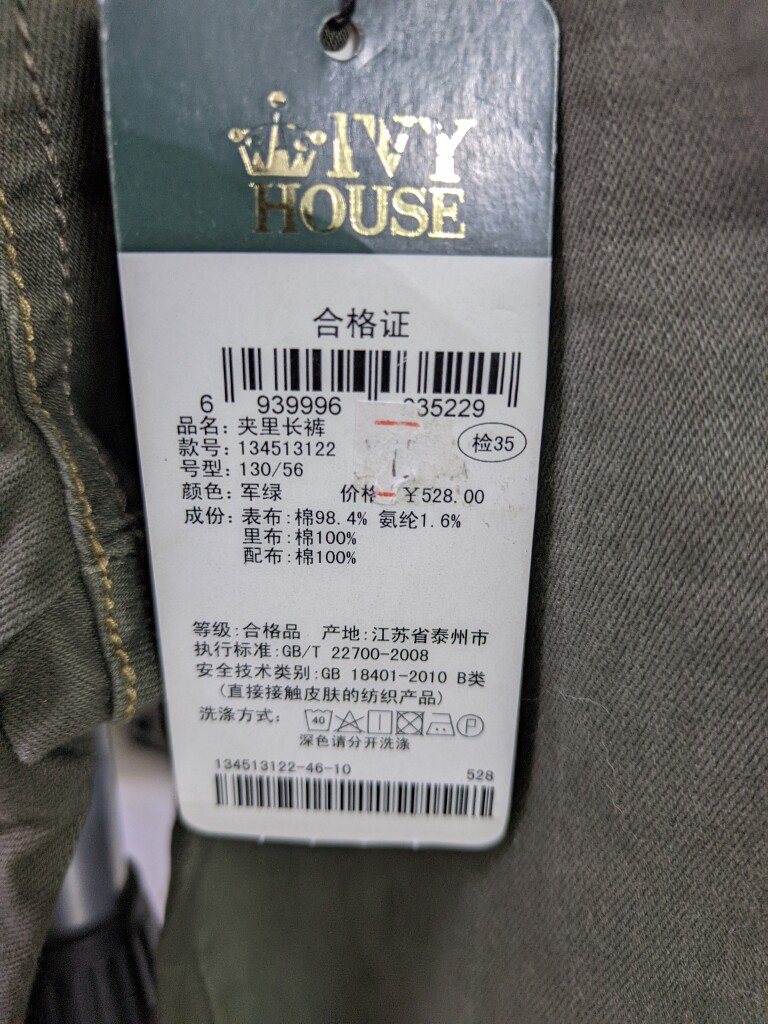 IVY
HOUSE
合格证
6 939996 635229
品名: 夹里长裤
款号: 134513122
检35
号型: 130/56
颜色: 军绿 价格 ¥528.00
成份: 表布:棉98.4% 氨纶1.6%
里布:棉100%
配布:棉100%
等级:合格品 产地:江苏省泰州市
执行标准:GB/T 22700-2008
安全技术类别:GB 18401-2010 B类
(直接接触皮肤的纺织产品)
洗涤方式: 40 P
深色请分开洗涤
134513122-46-10 528